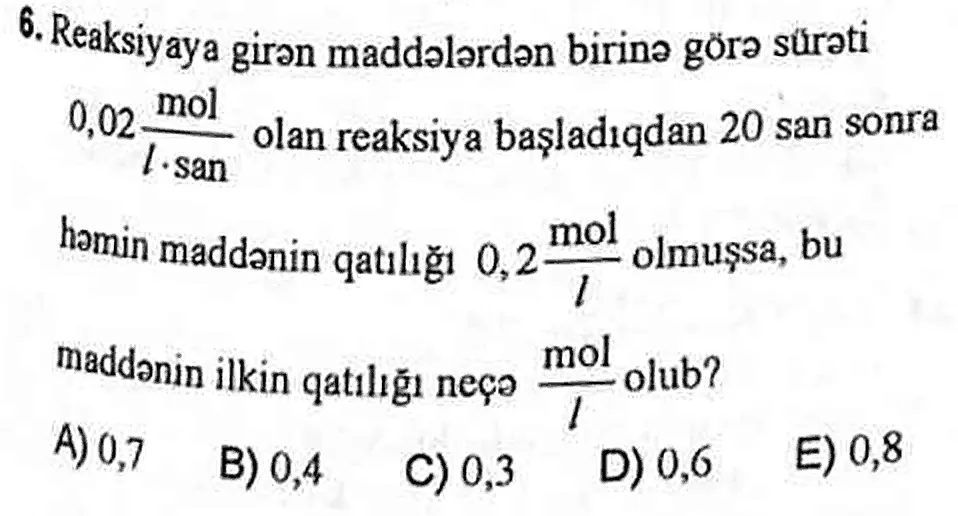 6. Reaksiyaya girən maddələrdən birinə görə sürəti
0,02 mol/l·san olan reaksiya başladıqdan 20 san sonra
həmin maddənin qatılığı 0,2 mol/l olmuşsa, bu
maddənin ilkin qatılığı neçə mol/l olub?
A) 0,7 B) 0,4 C) 0,3 D) 0,6 E) 0,8